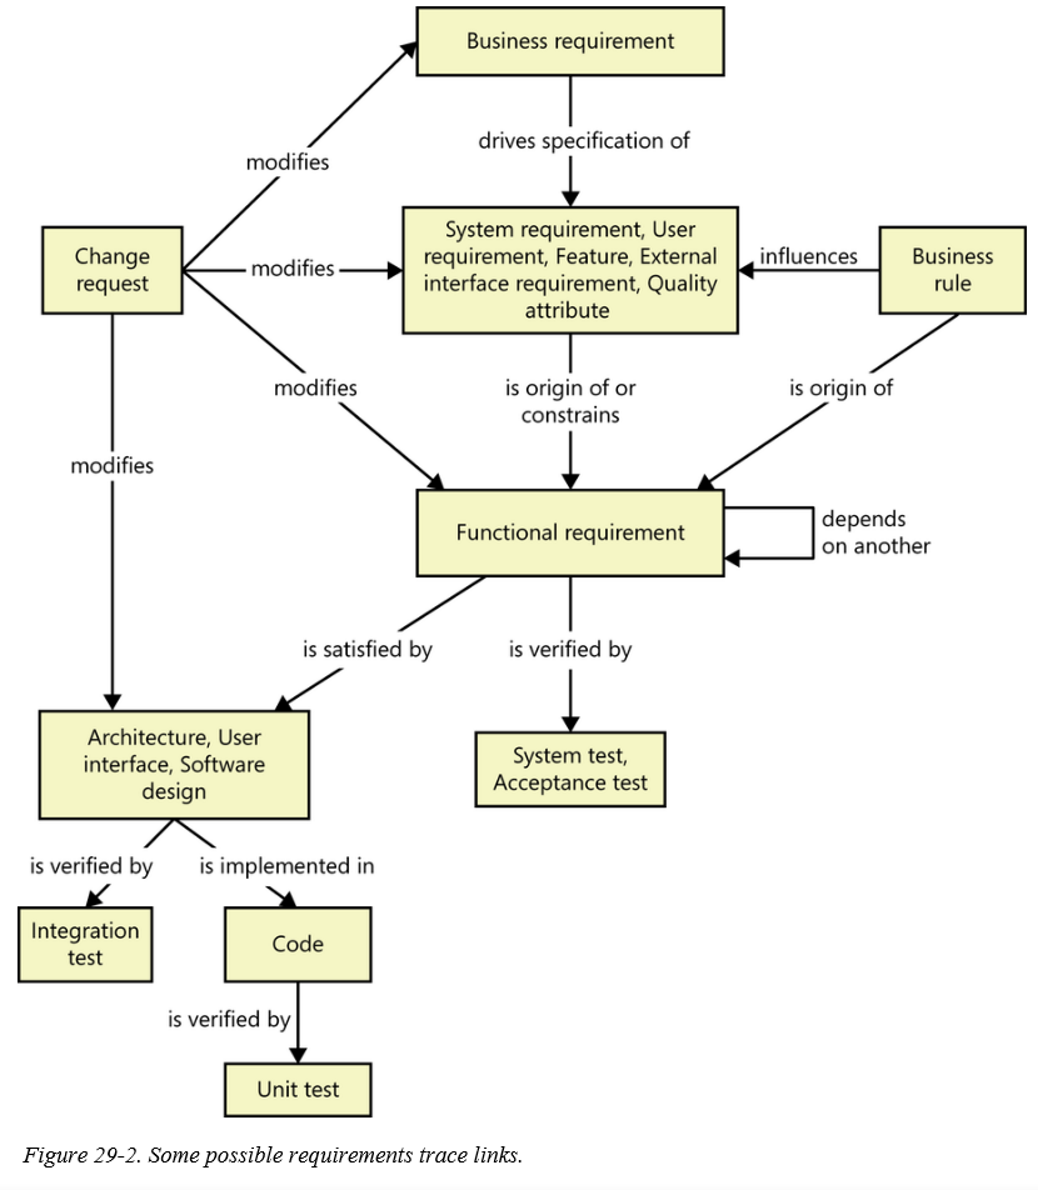 Business requirement
drives specification of
modifies
System requirement, User
requirement, Feature, External
interface requirement, Quality
attribute
Change
request
modifies
influences
Business
rule
modifies
is origin of or
constrains
is origin of
modifies
Functional requirement
depends
on another
is satisfied by
is verified by
Architecture, User
interface, Software
design
System test,
Acceptance test
is verified by
is implemented in
Integration
test
Code
is verified by
Unit test
Figure 29-2. Some possible requirements trace links.